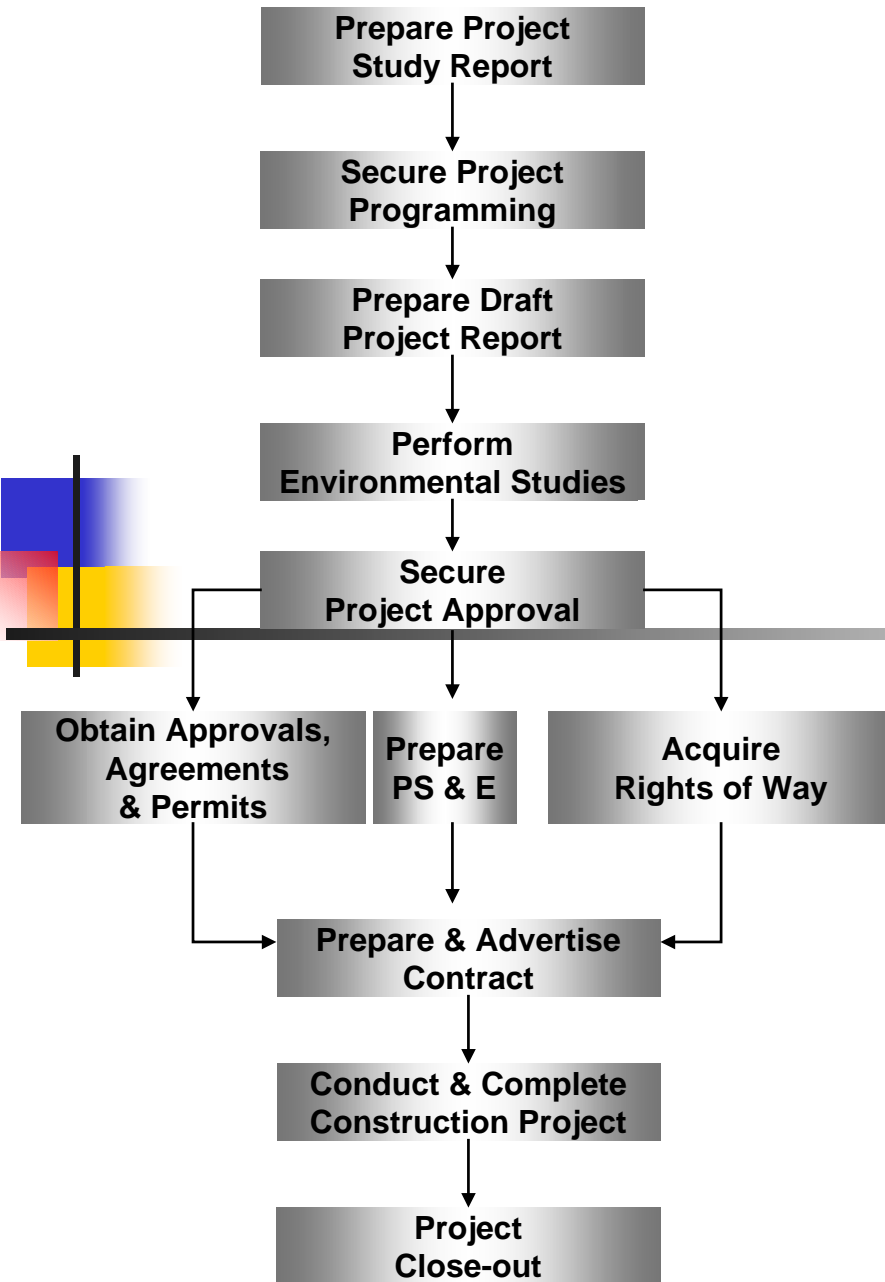 Prepare Project
Study Report
Secure Project
Programming
Prepare Draft
Project Report
Perform
Environmental Studies
Secure
Project Approval
Obtain Approvals,
Agreements
& Permits
Prepare
PS & E
Acquire
Rights of Way
Prepare & Advertise
Contract
Conduct & Complete
Construction Project
Project
Close-out